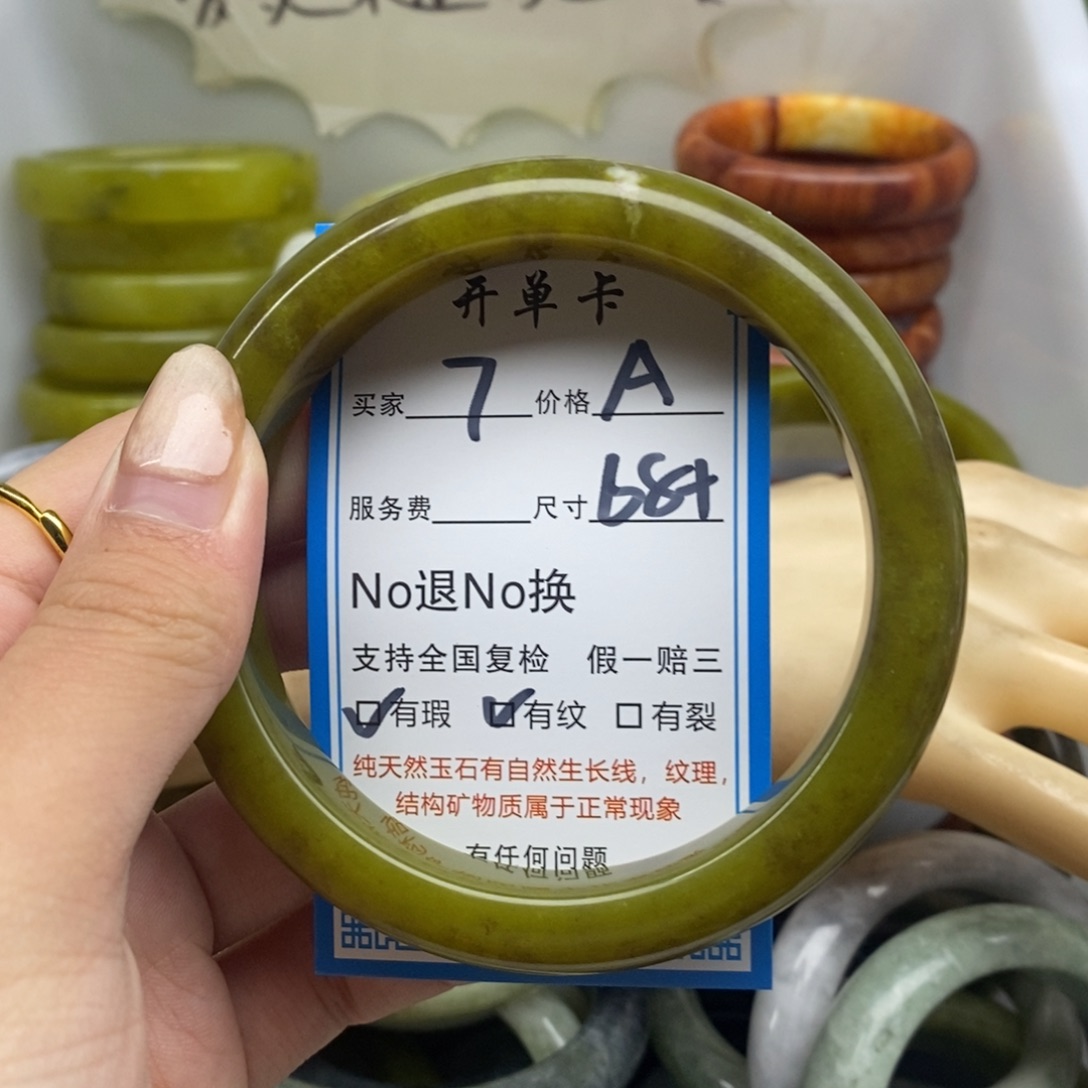 开单卡
买家 7 价格 A
服务费 尺寸 68+
No退No换
支持全国复检 假一赔三
✓□有瑕 ✓□有纹 □有裂
纯天然玉石有自然生长线，纹理，
结构矿物质属于正常现象
有任何问题